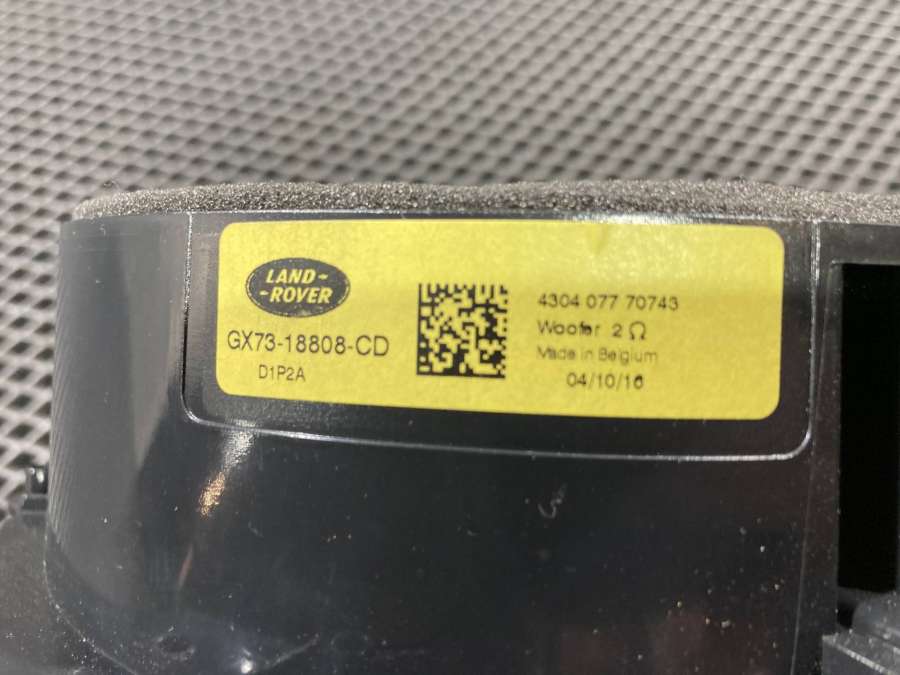 LAND-
-ROVER
GX73-18808-CD
D1P2A
4304 077 70743
Woofer 2 Ω
Made in Belgium
04/10/16